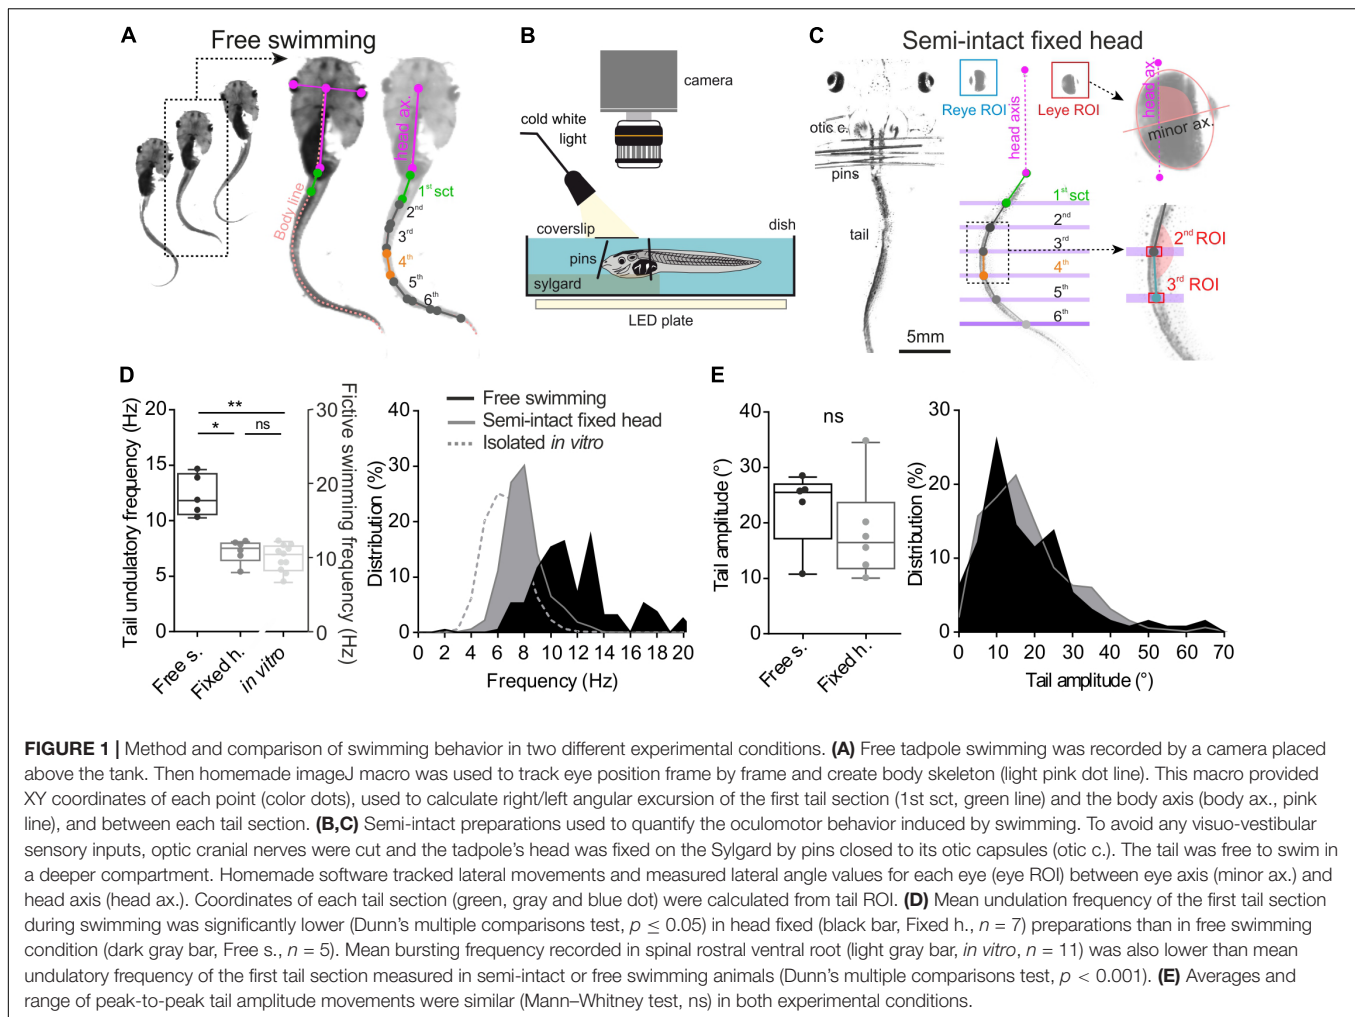 A
Free swimming
Body line
head ax.
1st sct
2nd
3rd
4th
5th
6th
B
camera
cold white
light
coverslip
dish
pins
sylgard
LED plate
C
Semi-intact fixed head
Reye ROI
Leye ROI
otic c.
pins
tail
head axis
1st sct
2nd
3rd
4th
5th
6th
5mm
head ax.
minor ax.
2nd ROI
3rd ROI
D
Tail undulatory frequency (Hz)
20
15
10
5
0
**
*
ns
Free s.
Fixed h.
in vitro
30
20
10
0
Fictive swimming
frequency (Hz)
Free swimming
Semi-intact fixed head
Isolated in vitro
Distribution (%)
40
30
20
10
0
0 2 4 6 8 10 12 14 16 18 20
Frequency (Hz)
E
Tail amplitude (°)
40
30
20
10
0
ns
Free s.
Fixed h.
Distribution (%)
30
20
10
0
0 10 20 30 40 50 60 70
Tail amplitude (°)
FIGURE 1 | Method and comparison of swimming behavior in two different experimental conditions. (A) Free tadpole swimming was recorded by a camera placed
above the tank. Then homemade imageJ macro was used to track eye position frame by frame and create body skeleton (light pink dot line). This macro provided
XY coordinates of each point (color dots), used to calculate right/left angular excursion of the first tail section (1st sct, green line) and the body axis (body ax., pink
line), and between each tail section. (B,C) Semi-intact preparations used to quantify the oculomotor behavior induced by swimming. To avoid any visuo-vestibular
sensory inputs, optic cranial nerves were cut and the tadpole's head was fixed on the Sylgard by pins closed to its otic capsules (otic c.). The tail was free to swim in
a deeper compartment. Homemade software tracked lateral movements and measured lateral angle values for each eye (eye ROI) between eye axis (minor ax.) and
head axis (head ax.). Coordinates of each tail section (green, gray and blue dot) were calculated from tail ROI. (D) Mean undulation frequency of the first tail section
during swimming was significantly lower (Dunn's multiple comparisons test, p ≤ 0.05) in head fixed (black bar, Fixed h., n = 7) preparations than in free swimming
condition (dark gray bar, Free s., n = 5). Mean bursting frequency recorded in spinal rostral ventral root (light gray bar, in vitro, n = 11) was also lower than mean
undulatory frequency of the first tail section measured in semi-intact or free swimming animals (Dunn's multiple comparisons test, p < 0.001). (E) Averages and
range of peak-to-peak tail amplitude movements were similar (Mann–Whitney test, ns) in both experimental conditions.